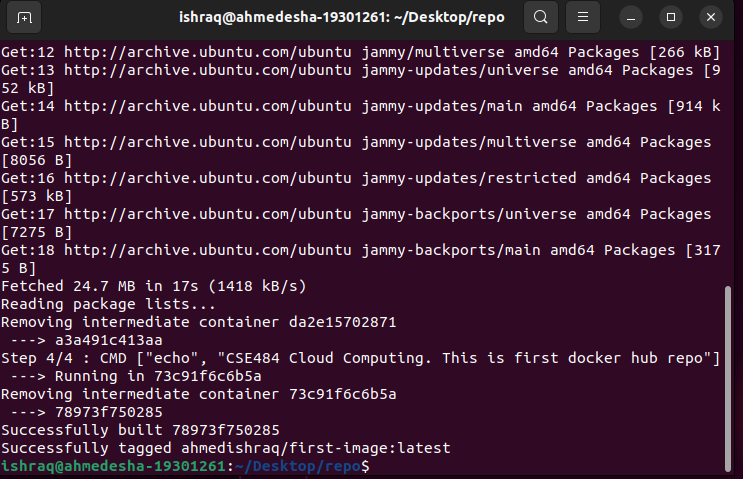 ishraq@ahmedesha-19301261: ~/Desktop/repo
Get:12 http://archive.ubuntu.com/ubuntu jammy/multiverse amd64 Packages [266 kB]
Get:13 http://archive.ubuntu.com/ubuntu jammy-updates/universe amd64 Packages [9
52 kB]
Get:14 http://archive.ubuntu.com/ubuntu jammy-updates/main amd64 Packages [914 k
B]
Get:15 http://archive.ubuntu.com/ubuntu jammy-updates/multiverse amd64 Packages
[8056 B]
Get:16 http://archive.ubuntu.com/ubuntu jammy-updates/restricted amd64 Packages
[573 kB]
Get:17 http://archive.ubuntu.com/ubuntu jammy-backports/universe amd64 Packages
[7275 B]
Get:18 http://archive.ubuntu.com/ubuntu jammy-backports/main amd64 Packages [317
5 B]
Fetched 24.7 MB in 17s (1418 kB/s)
Reading package lists...
Removing intermediate container da2e15702871
 ---> a3a491c413aa
Step 4/4 : CMD ["echo", "CSE484 Cloud Computing. This is first docker hub repo"]
 ---> Running in 73c91f6c6b5a
Removing intermediate container 73c91f6c6b5a
 ---> 78973f750285
Successfully built 78973f750285
Successfully tagged ahmedishraq/first-image:latest
ishraq@ahmedesha-19301261:~/Desktop/repo$